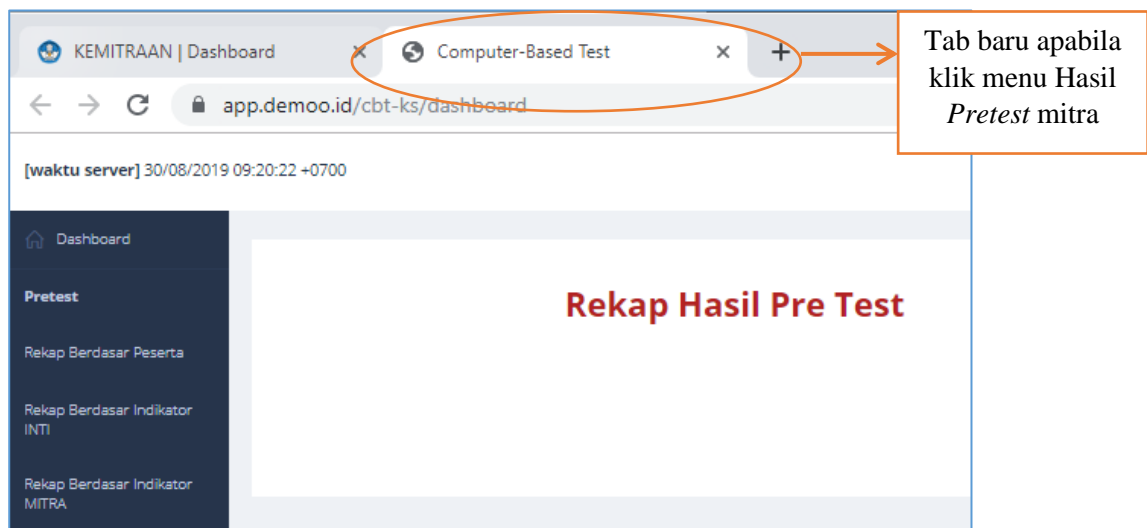 KEMITRAAN | Dashboard
Computer-Based Test
Tab baru apabila
klik menu Hasil
Pretest mitra
app.demoo.id/cbt-ks/dashboard
[waktu server] 30/08/2019 09:20:22 +0700
Dashboard
Pretest
Rekap Hasil Pre Test
Rekap Berdasar Peserta
Rekap Berdasar Indikator
INTI
Rekap Berdasar Indikator
MITRA